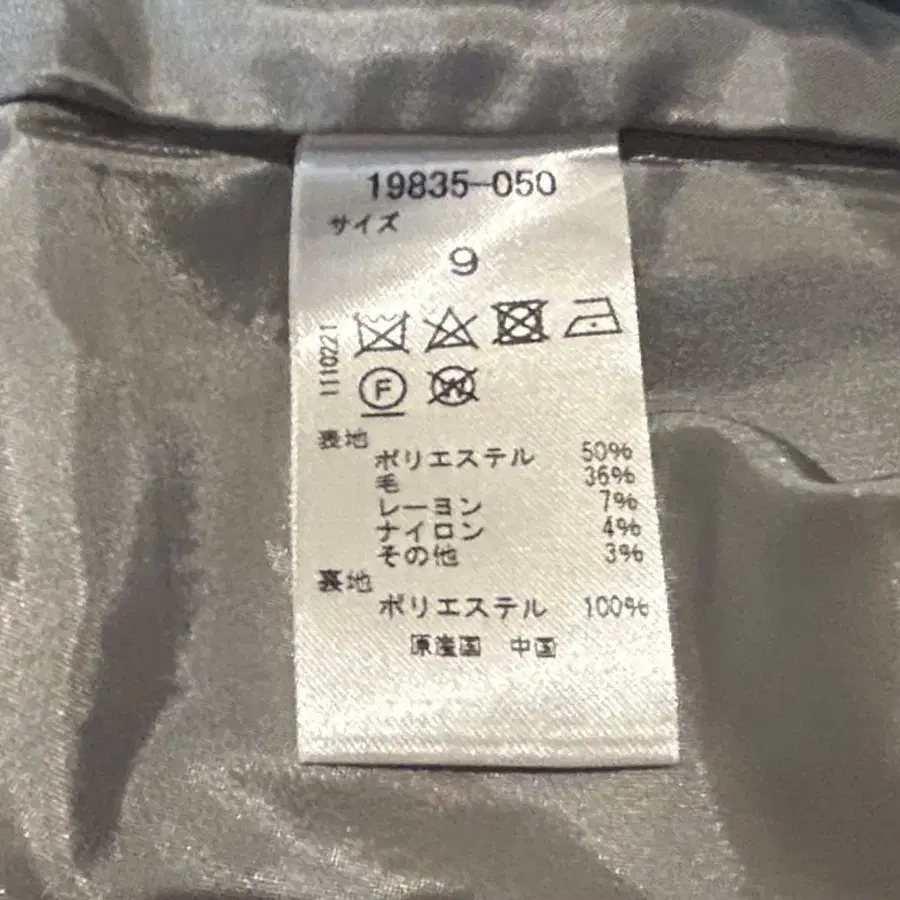 19835-050
サイズ
9
1110221
F
W
表地
ポリエステル 50%
毛 36%
レーヨン 7%
ナイロン 4%
その他 3%
裏地
ポリエステル 100%
原産国 中国